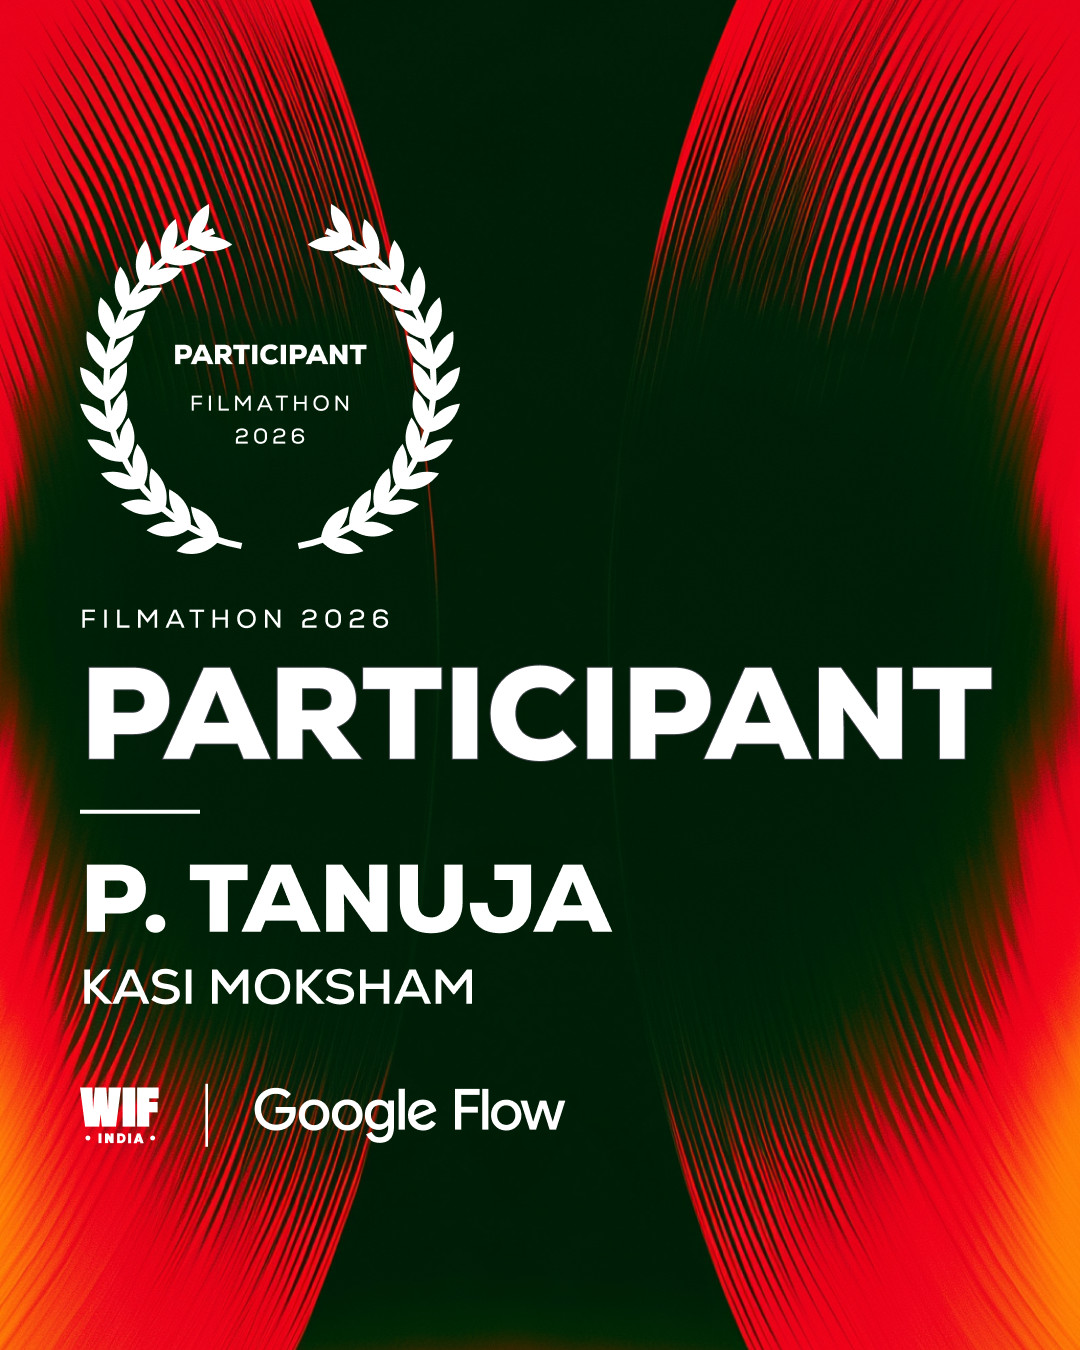 PARTICIPANT
FILMATHON
2026
FILMATHON 2026
PARTICIPANT
P. TANUJA
KASI MOKSHAM
WIF
• INDIA •
Google Flow